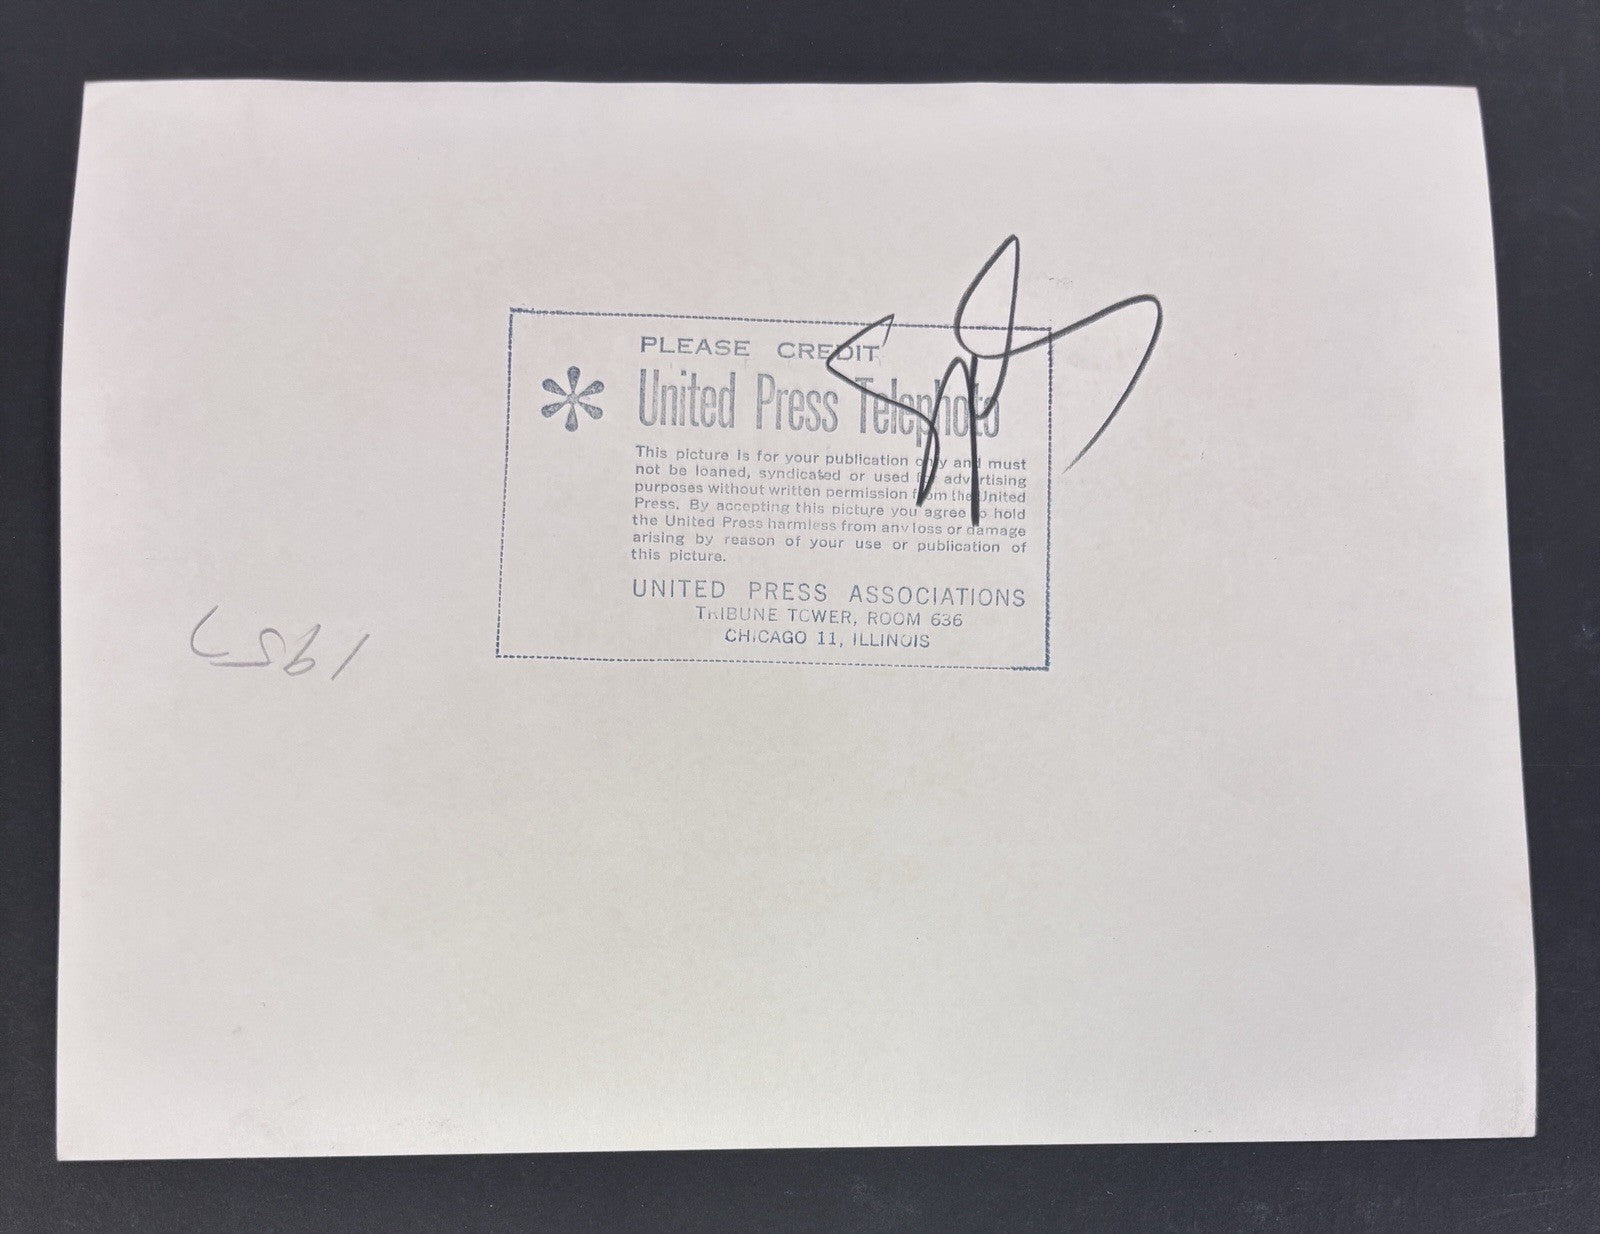 PLEASE CREDIT
* United Press Telephoto
This picture is for your publication only and must
not be loaned, syndicated or used for advertising
purposes without written permission from the United
Press. By accepting this picture you agree to hold
the United Press harmless from any loss or damage
arising by reason of your use or publication of
this picture.
UNITED PRESS ASSOCIATIONS
TRIBUNE TOWER, ROOM 636
CHICAGO 11, ILLINOIS
1957